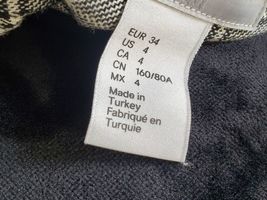 EUR 34
US 4
CA 4
CN 160/80A
MX 4
Made in
Turkey
Fabriqué en
Turquie